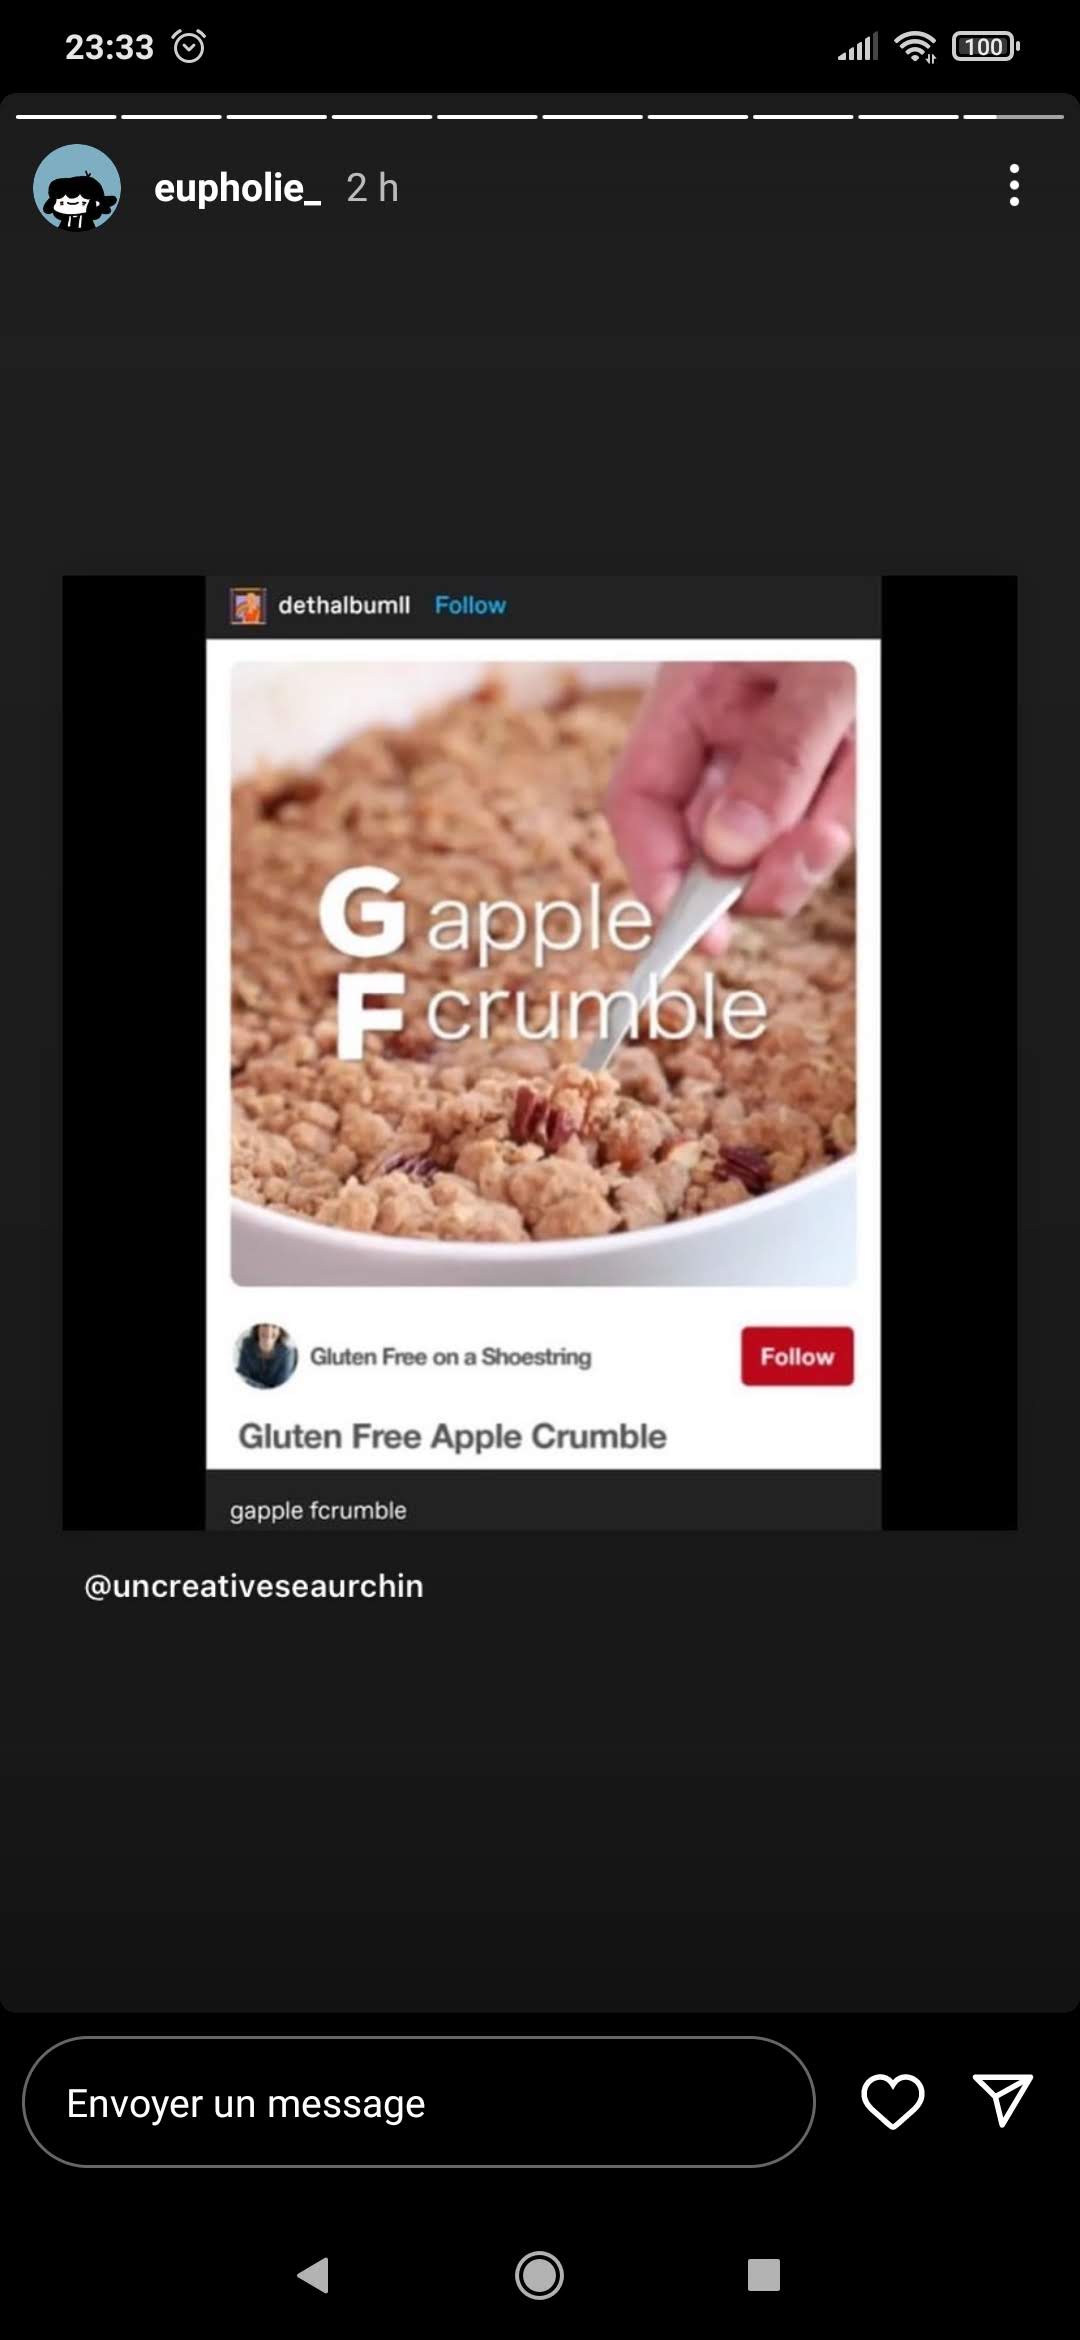 23:33
100
eupholie_ 2 h
dethalbumll Follow
G apple
F crumble
Gluten Free on a Shoestring
Follow
Gluten Free Apple Crumble
gapple fcrumble
@uncreativeseaurchin
Envoyer un message